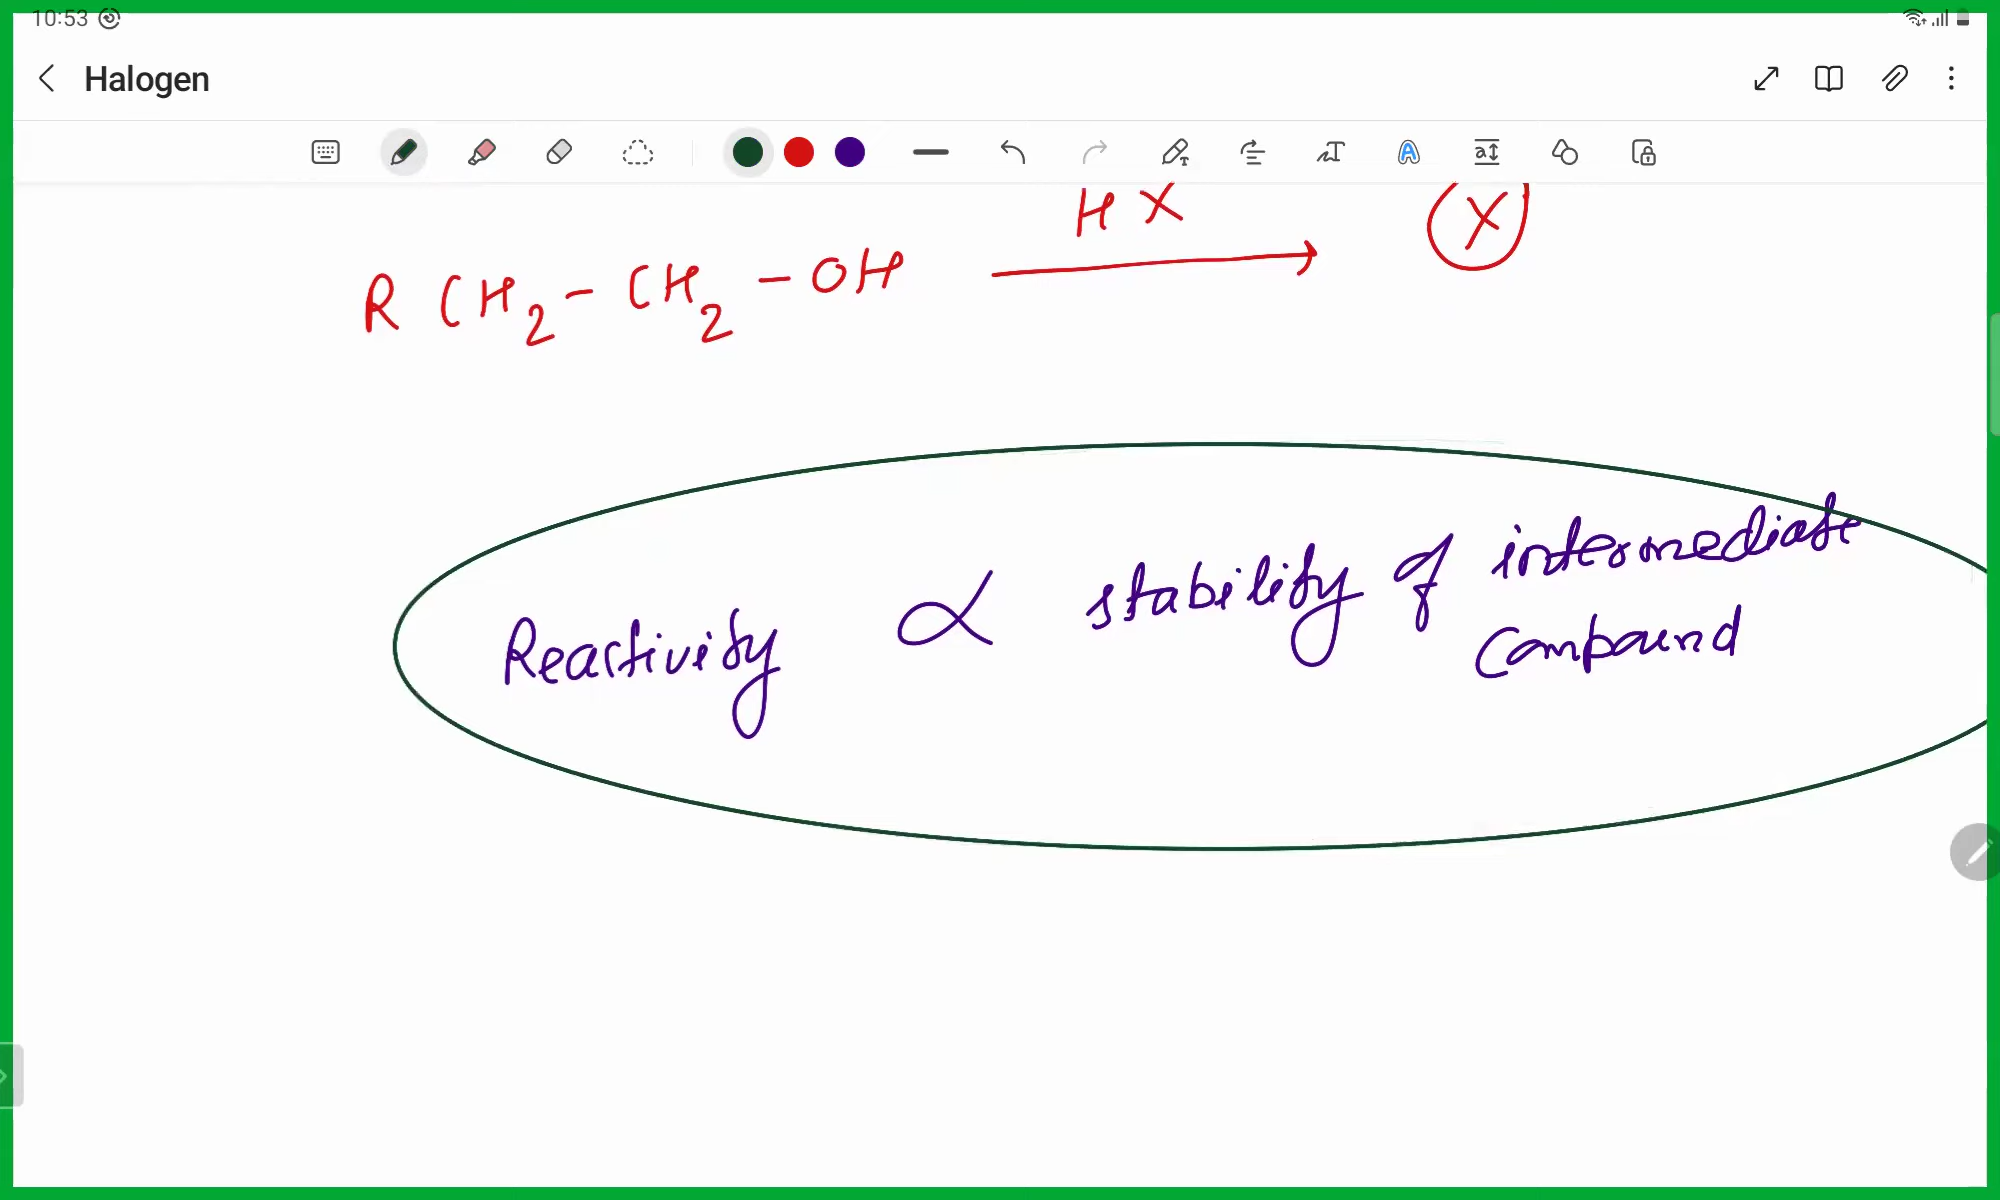 10:53
Halogen
HX
X
R CH2 - CH2 - OH
Reactivity ∝ stability of intermediate
compound